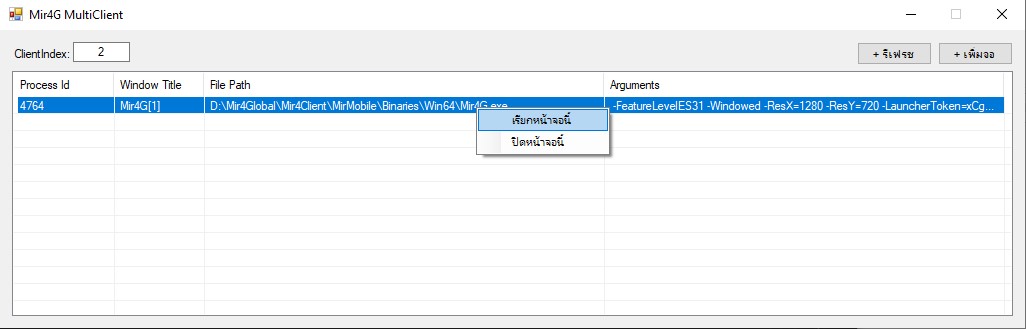 Mir4G MultiClient
ClientIndex: 2
+ รีเฟรช + เพิ่มจอ
Process Id Window Title File Path Arguments
4764 Mir4G[1] D:\Mir4Global\Mir4Client\MirMobile\Binaries\Win64\Mir4G.exe -FeatureLevelES31 -Windowed -ResX=1280 -ResY=720 -LauncherToken=xCg...
เรียกหน้าจอนี้
ปิดหน้าจอนี้